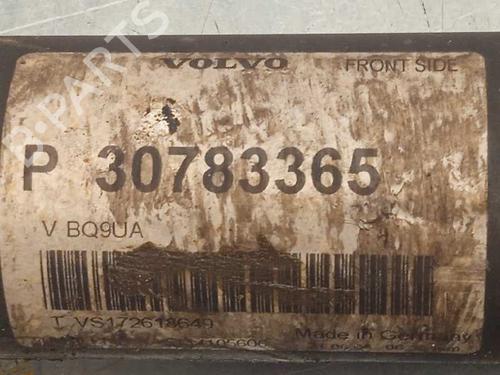 VOLVO FRONT SIDE
P 30783365
V BQ9UA
T VS172618649
Made in Germany
B-PARTS